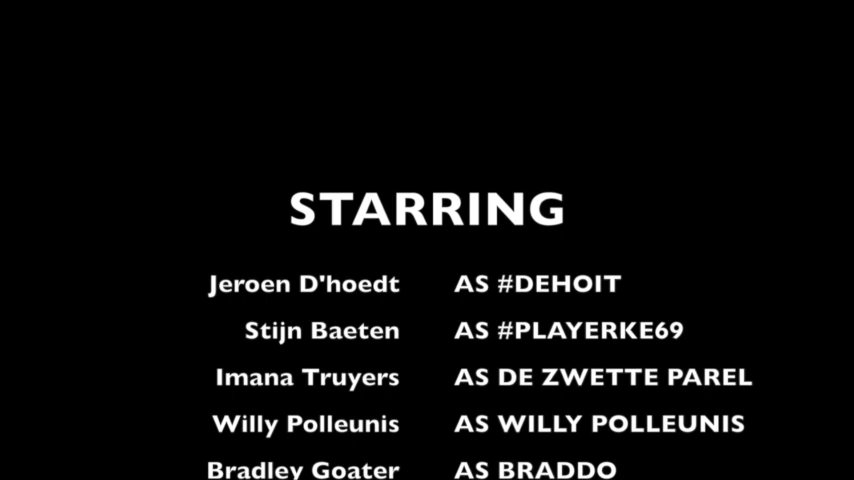 STARRING
Jeroen D'hoedt AS #DEHOIT
Stijn Baeten AS #PLAYERKE69
Imana Truyers AS DE ZWETTE PAREL
Willy Polleunis AS WILLY POLLEUNIS
Bradley Goater AS BRADDO